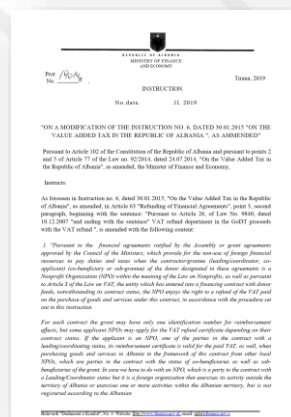 REPUBLIC OF ALBANIA
MINISTRY OF FINANCE
AND ECONOMY
Prot
No
Tirana, 2019
INSTRUCTION
No. date .11. 2019
"ON A MODIFICATION OF THE INSTRUCTION NO. 6, DATED 30.01.2015 "ON THE
VALUE ADDED TAX IN THE REPUBLIC OF ALBANIA ", AS AMMENDED"
Pursuant to Article 102 of the Constitution of the Republic of Albania and pursuant to points 2
and 5 of Article 77 of the Law no. 92/2014, dated 24.07.2014, "On the Value Added Tax in
the Republic of Albania", as amended, the Minister of Finance and Economy,
Instructs:
As foreseen in Instruction no. 6, dated 30.01.2015, "On the Value Added Tax in the Republic
of Albania", as amended, in Article 63 "Refunding of Financial Agreements", point 3, second
paragraph, beginning with the sentence "Pursuant to Article 26, of Law No. 9840, dated
10.12.2007 "and ending with the sentence" VAT refund department in the GoDT proceeds
with the VAT refund ", is amended with the following content:
1. "Pursuant to the financial agreements ratified by the Assembly or grant agreements
approved by the Council of the Ministers, which provide for the non-use of foreign financial
resources to pay duties and taxes when the contractor/grantee (leading/coordinator, co-
applicant) (co-beneficiary or sub-grantee) of the donor designated in these agreements is a
Nonprofit Organization (NPO) within the meaning of the Law on Nonprofits, as well as pursuant
to Article 5 of the Law on VAT, the entity which has entered into a financing contract with donor
funds, notwithstanding its contract status, the NPO enjoys the right to a refund of the VAT paid
on the purchase of goods and services under this contract, in accordance with the procedure set
out in this instruction.
For each contract the grant may have only one identification number for reimbursement
effects, but some applicant NPOs may apply for the VAT refund certificate depending on their
contract status. If the applicant is an NPO, one of the parties in the contract with a
leading/coordinating status, its reimbursement certificate is valid for the paid VAT, as well, when
purchasing goods and services in the framework of this contract from other local
NPOs, which are parties in the contract with the status of co-beneficiaries as well as sub-
beneficiaries of the grant. In case we have to do with an NPO, which is a party to the contract with
a Leading/Coordinator status but it is a foreign organization that exercises its activity outside the
territory of Albania or exercises one or more activities within the Albanian territory, but is not
registered according to the Albanian